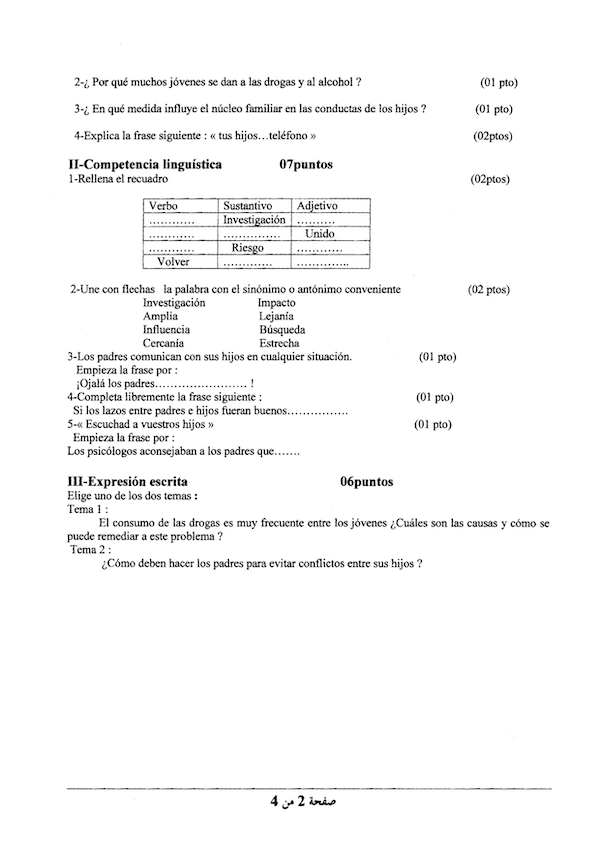 2-¿ Por qué muchos jóvenes se dan a las drogas y al alcohol ? (01 pto)
3-¿ En qué medida influye el núcleo familiar en las conductas de los hijos ? (01 pto)
4-Explica la frase siguiente : « tus hijos…teléfono » (02ptos)
II-Competencia linguística 07puntos
1-Rellena el recuadro (02ptos)
Verbo Sustantivo Adjetivo
………… Investigación ……….
………… …………… Unido
………… Riesgo …………
Volver ………… …………..
2-Une con flechas la palabra con el sinónimo o antónimo conveniente (02 ptos)
Investigación Impacto
Amplia Lejanía
Influencia Búsqueda
Cercanía Estrecha
3-Los padres comunican con sus hijos en cualquier situación. (01 pto)
Empieza la frase por :
¡Ojalá los padres…………………… !
4-Completa libremente la frase siguiente : (01 pto)
Si los lazos entre padres e hijos fueran buenos……………
5-« Escuchad a vuestros hijos » (01 pto)
Empieza la frase por :
Los psicólogos aconsejaban a los padres que…….
III-Expresión escrita 06puntos
Elige uno de los dos temas :
Tema 1 :
El consumo de las drogas es muy frecuente entre los jóvenes ¿Cuáles son las causas y cómo se
puede remediar a este problema ?
Tema 2 :
¿Cómo deben hacer los padres para evitar conflictos entre sus hijos ?
صفحة 2 من 4